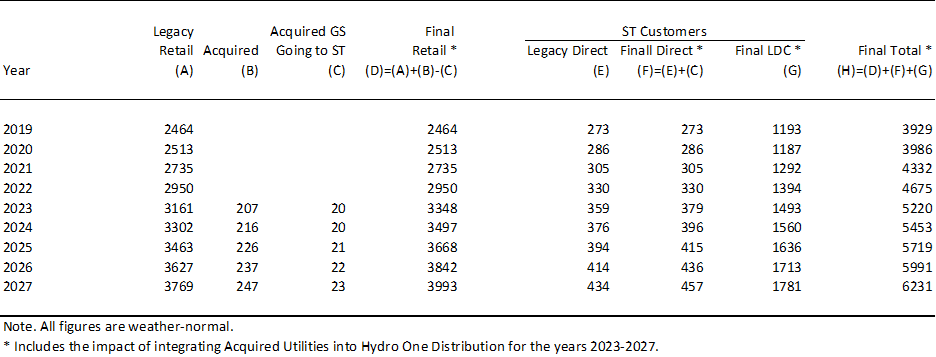 Legacy Acquired GS Final ST Customers
Retail Acquired Going to ST Retail * Legacy Direct Finall Direct * Final LDC * Final Total *
Year (A) (B) (C) (D)=(A)+(B)-(C) (E) (F)=(E)+(C) (G) (H)=(D)+(F)+(G)
2019 2464 2464 273 273 1193 3929
2020 2513 2513 286 286 1187 3986
2021 2735 2735 305 305 1292 4332
2022 2950 2950 330 330 1394 4675
2023 3161 207 20 3348 359 379 1493 5220
2024 3302 216 20 3497 376 396 1560 5453
2025 3463 226 21 3668 394 415 1636 5719
2026 3627 237 22 3842 414 436 1713 5991
2027 3769 247 23 3993 434 457 1781 6231
Note. All figures are weather-normal.
* Includes the impact of integrating Acquired Utilities into Hydro One Distribution for the years 2023-2027.